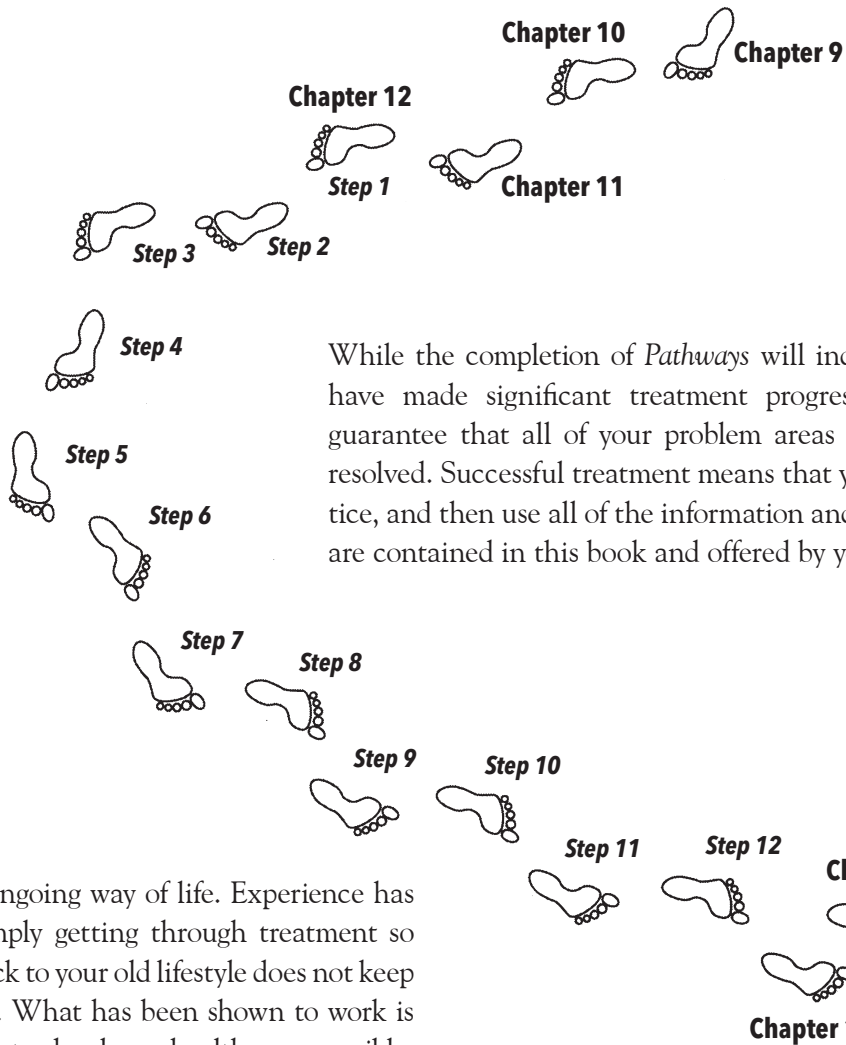 Chapter 10
Chapter 9
Chapter 12
Chapter 11
Step 1
Step 2
Step 3
Step 4
While the completion of Pathways will inc
have made significant treatment progres
guarantee that all of your problem areas
resolved. Successful treatment means that y
tice, and then use all of the information and
are contained in this book and offered by y
Step 5
Step 6
Step 7
Step 8
Step 9
Step 10
Step 11
Step 12
ngoing way of life. Experience has
mply getting through treatment so
ck to your old lifestyle does not keep
. What has been shown to work is
Chapter